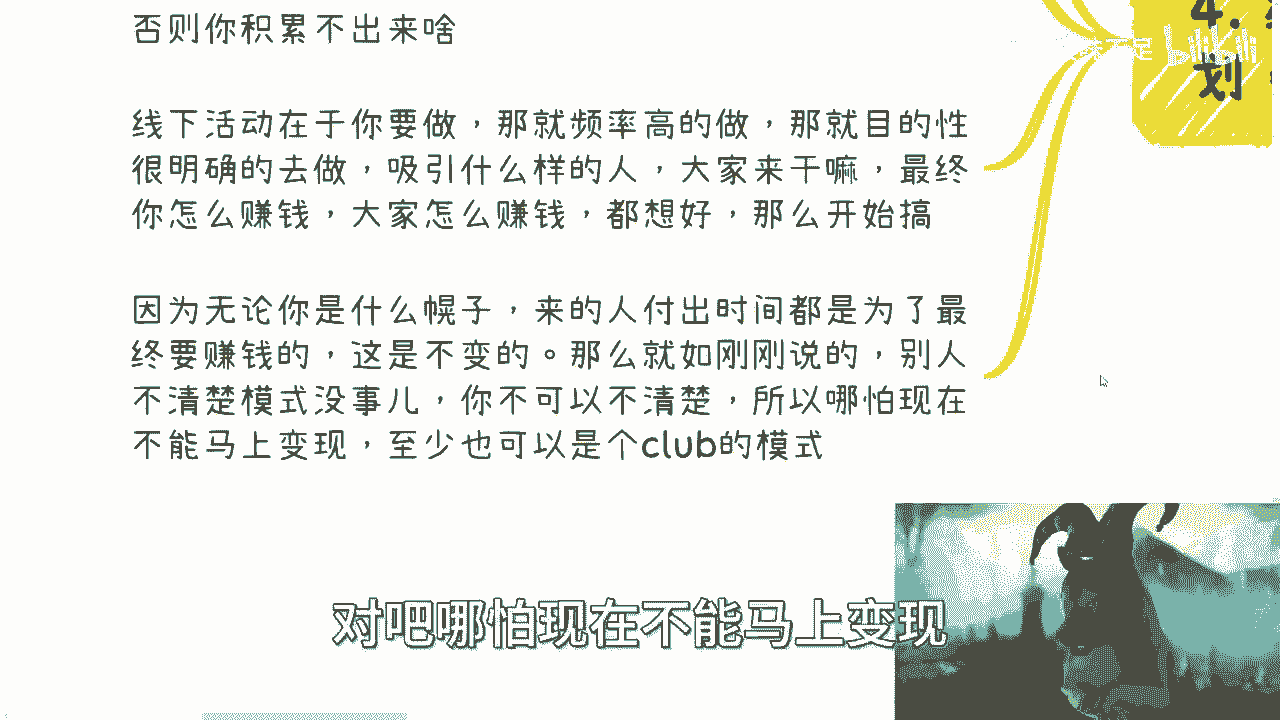 否则你积累不出来啥
线下活动在于你要做，那就频率高的做，那就目的性
很明确的去做，吸引什么样的人，大家来干嘛，最终
你怎么赚钱，大家怎么赚钱，都想好，那么开始搞
因为无论你是什么幌子，来的人付出时间都是为了最
终要赚钱的，这是不变的。那么就如刚刚说的，别人
不清楚模式没事儿，你不可以不清楚，所以哪怕现在
不能马上变现，至少也可以是个club的模式
4.
划
bilibili
对吧哪怕现在不能马上变现